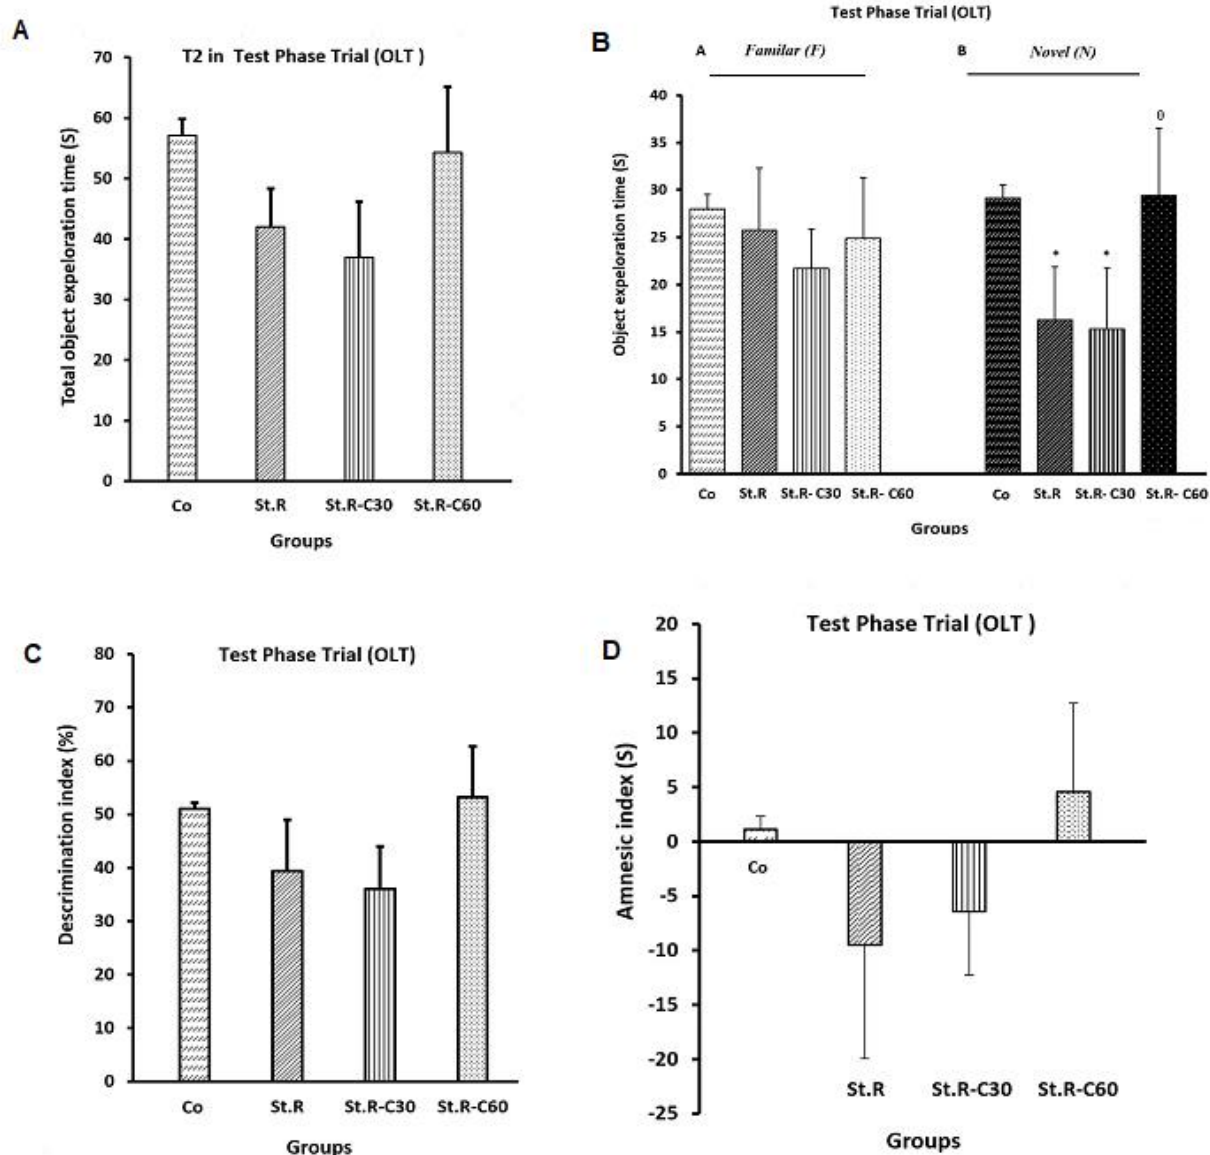 A
T2 in Test Phase Trial (OLT )
Total object expeloration time (S)
70
60
50
40
30
20
10
0
Co St.R St.R-C30 St.R-C60
Groups
B
Test Phase Trial (OLT)
A Familar (F) B Novel (N)
Object expeloration time (S)
40
35
30
25
20
15
10
5
0
* * θ
Co St.R St.R- C30 St.R- C60 Co St.R St.R- C30 St.R- C60
Groups
C
Test Phase Trial (OLT)
Descrimination index (%)
80
70
60
50
40
30
20
10
0
Co St.R St.R-C30 St.R-C60
Groups
D
Test Phase Trial (OLT )
Amnesic index (S)
20
15
10
5
0
-5
-10
-15
-20
-25
Co
St.R St.R-C30 St.R-C60
Groups